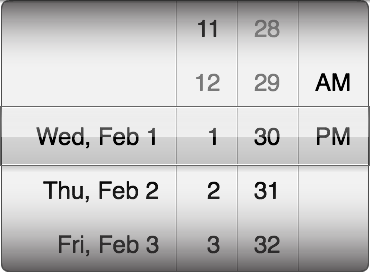 11 28
12 29 AM
Wed, Feb 1 1 30 PM
Thu, Feb 2 2 31
Fri, Feb 3 3 32